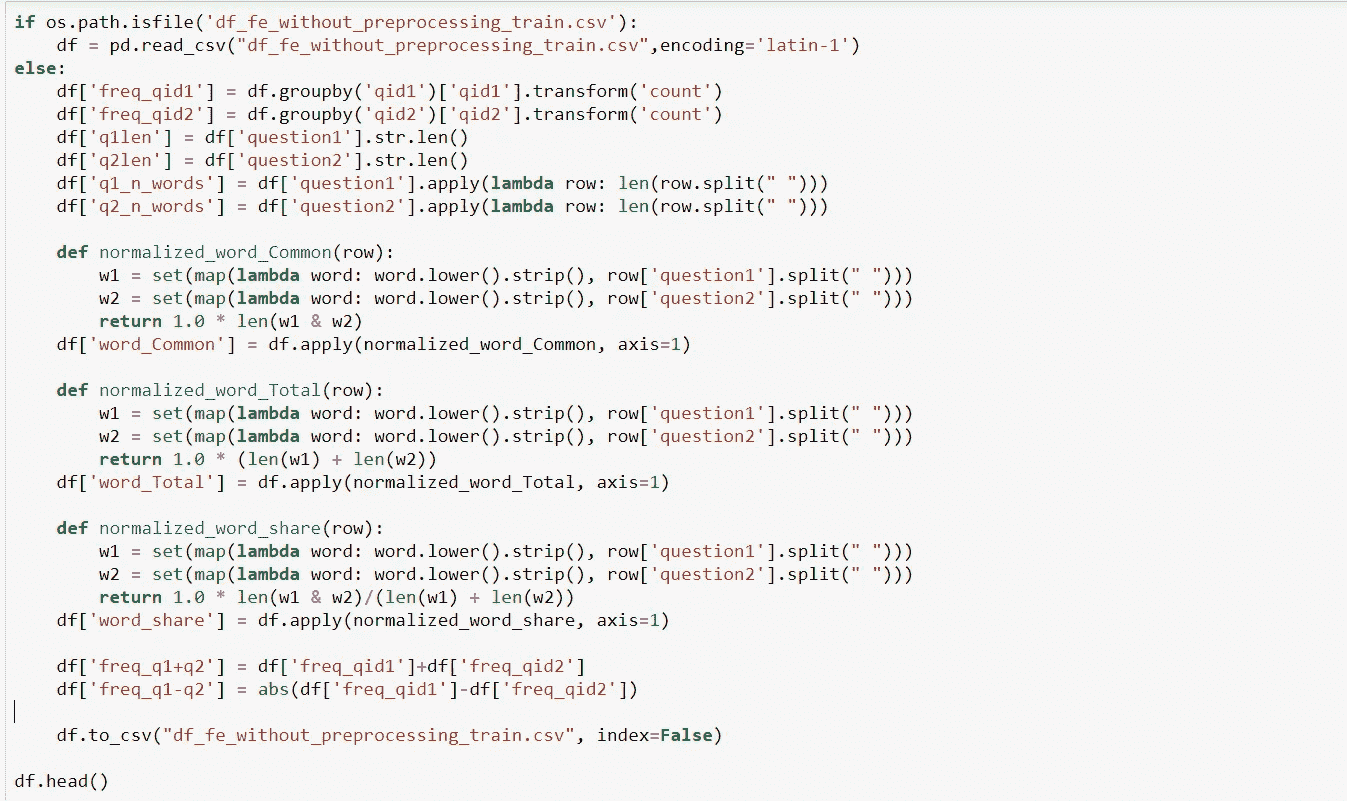 if os.path.isfile('df_fe_without_preprocessing_train.csv'):
    df = pd.read_csv("df_fe_without_preprocessing_train.csv",encoding='latin-1')
else:
    df['freq_qid1'] = df.groupby('qid1')['qid1'].transform('count')
    df['freq_qid2'] = df.groupby('qid2')['qid2'].transform('count')
    df['q1len'] = df['question1'].str.len()
    df['q2len'] = df['question2'].str.len()
    df['q1_n_words'] = df['question1'].apply(lambda row: len(row.split(" ")))
    df['q2_n_words'] = df['question2'].apply(lambda row: len(row.split(" ")))

    def normalized_word_Common(row):
        w1 = set(map(lambda word: word.lower().strip(), row['question1'].split(" ")))
        w2 = set(map(lambda word: word.lower().strip(), row['question2'].split(" ")))
        return 1.0 * len(w1 & w2)
    df['word_Common'] = df.apply(normalized_word_Common, axis=1)

    def normalized_word_Total(row):
        w1 = set(map(lambda word: word.lower().strip(), row['question1'].split(" ")))
        w2 = set(map(lambda word: word.lower().strip(), row['question2'].split(" ")))
        return 1.0 * (len(w1) + len(w2))
    df['word_Total'] = df.apply(normalized_word_Total, axis=1)

    def normalized_word_share(row):
        w1 = set(map(lambda word: word.lower().strip(), row['question1'].split(" ")))
        w2 = set(map(lambda word: word.lower().strip(), row['question2'].split(" ")))
        return 1.0 * len(w1 & w2)/(len(w1) + len(w2))
    df['word_share'] = df.apply(normalized_word_share, axis=1)

    df['freq_q1+q2'] = df['freq_qid1']+df['freq_qid2']
    df['freq_q1-q2'] = abs(df['freq_qid1']-df['freq_qid2'])

    df.to_csv("df_fe_without_preprocessing_train.csv", index=False)

df.head()